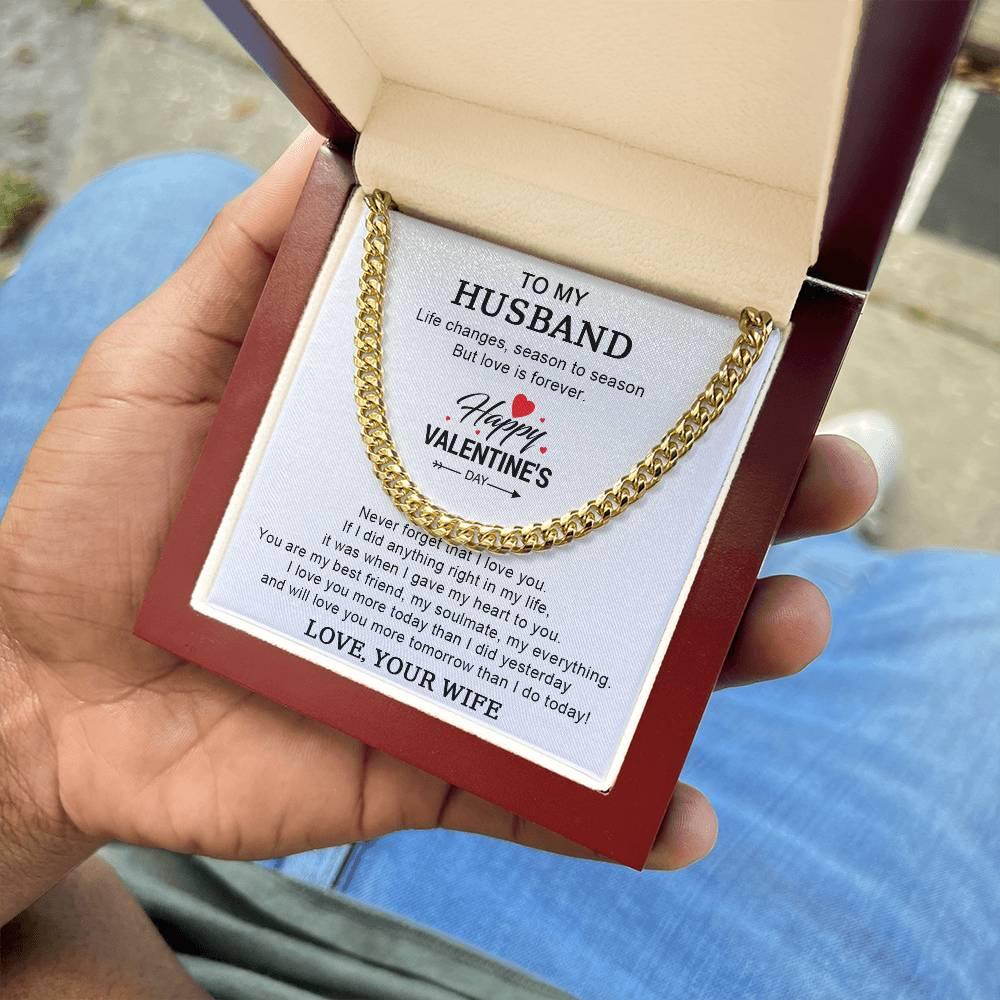 TO MY
HUSBAND
Life changes, season to season
But love is forever.
Happy
VALENTINE'S
DAY
Never forget that I love you.
If I did anything right in my life,
it was when I gave my heart to you.
You are my best friend, my soulmate, my everything.
I love you more today than I did yesterday
and will love you more tomorrow than I do today!
LOVE, YOUR WIFE